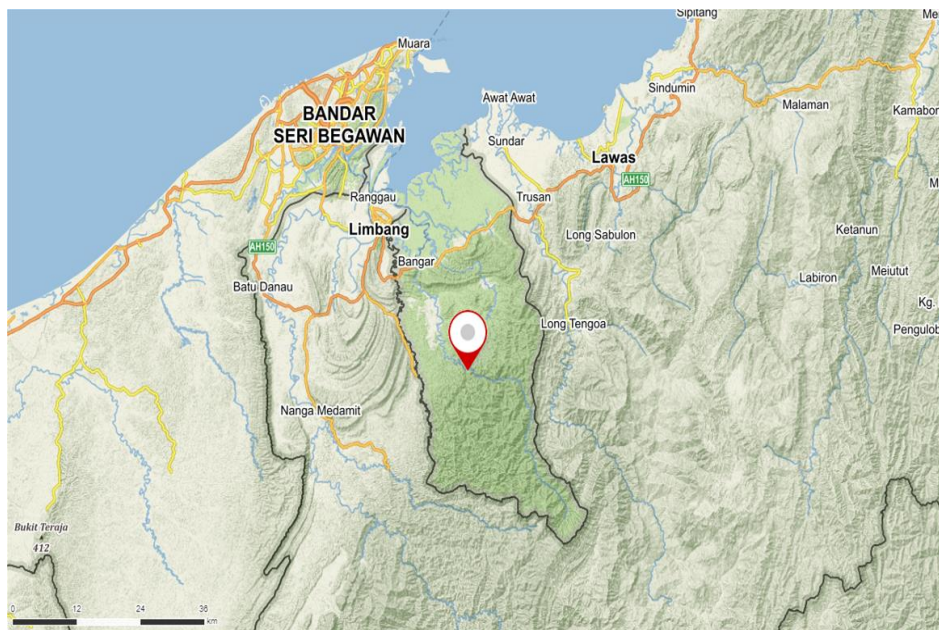 Sipitang
Muara
BANDAR
SERI BEGAWAN
Awat Awat
Sindumin
Malaman
Kamabor
Sundar
Lawas
AH150
Ranggau
Trusan
Limbang
Long Sabulon
Ketanun
AH150
Bangar
Meiutut
Labiron
Batu Danau
Kg.
Long Tengoa
Pengulob
Nanga Medamit
Bukit Teraja
412
0 12 24 36
km